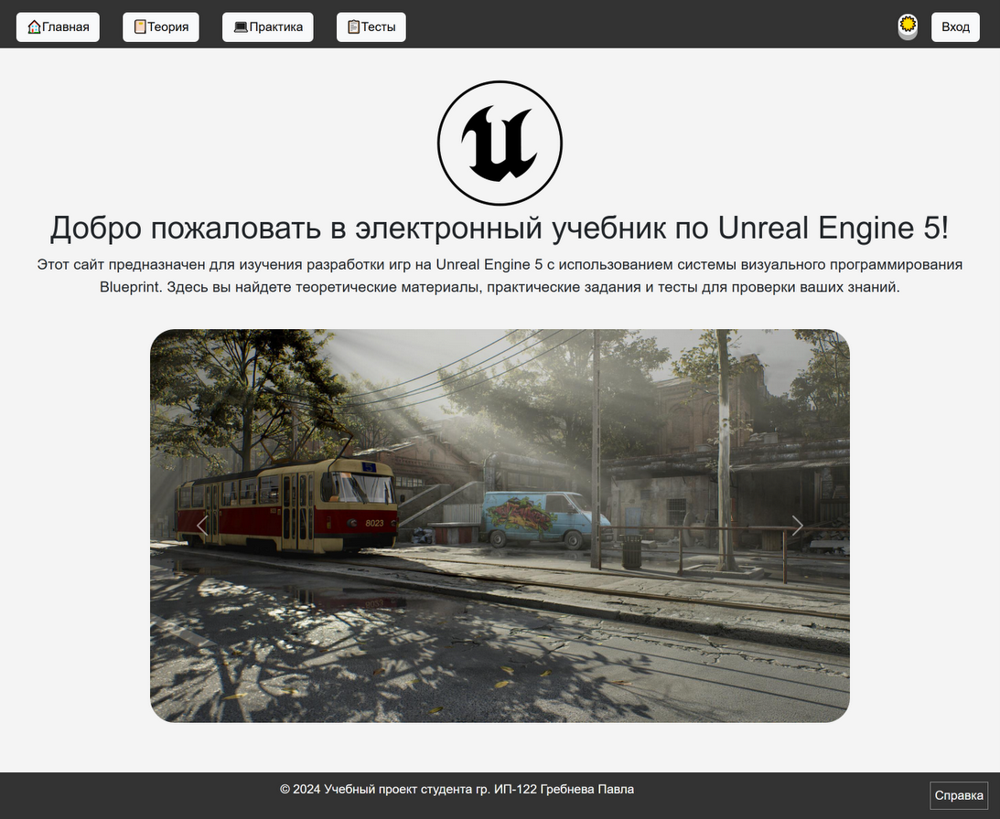 Главная
Теория
Практика
Тесты
Вход
Добро пожаловать в электронный учебник по Unreal Engine 5!
Этот сайт предназначен для изучения разработки игр на Unreal Engine 5 с использованием системы визуального программирования
Blueprint. Здесь вы найдете теоретические материалы, практические задания и тесты для проверки ваших знаний.
8023
© 2024 Учебный проект студента гр. ИП-122 Гребнева Павла
Справка